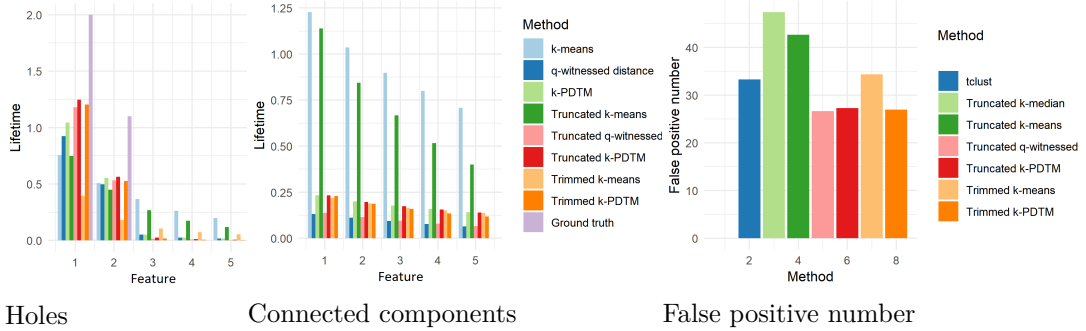 Lifetime
2.0
1.5
1.0
0.5
0.0
1 2 3 4 5
Feature
Holes
Lifetime
1.25
1.00
0.75
0.50
0.25
0.00
1 2 3 4 5
Feature
Connected components
Method
k-means
q-witnessed distance
k-PDTM
Truncated k-means
Truncated q-witnessed
Truncated k-PDTM
Trimmed k-means
Trimmed k-PDTM
Ground truth
False positive number
40
30
20
10
0
2 4 6 8
Method
False positive number
Method
tclust
Truncated k-median
Truncated k-means
Truncated q-witnessed
Truncated k-PDTM
Trimmed k-means
Trimmed k-PDTM